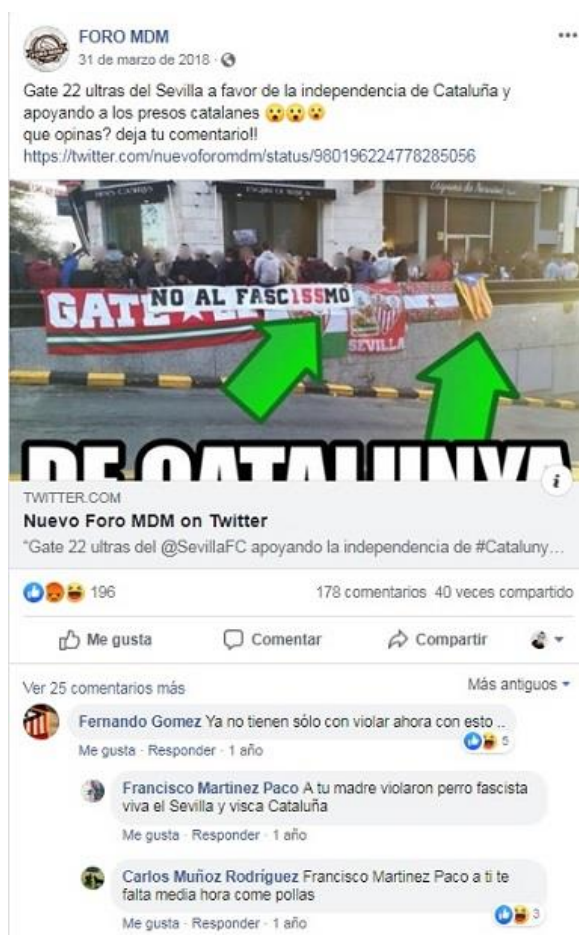 FORO MDM
31 de marzo de 2018
Gate 22 ultras del Sevilla a favor de la independencia de Cataluña y
apoyando a los presos catalanes 😮😮😮
que opinas? deja tu comentario!!
https://twitter.com/nuevoforomdm/status/980196224778285056
GATE
NO AL FASC155MO
SEVILLA
DE CATALUNYA
TWITTER.COM
Nuevo Foro MDM on Twitter
“Gate 22 ultras del @SevillaFC apoyando la independencia de #Cataluny...
196
178 comentarios 40 veces compartido
Me gusta Comentar Compartir
Ver 25 comentarios más Más antiguos
Fernando Gomez Ya no tienen sólo con violar ahora con esto ..
5
Me gusta · Responder · 1 año
Francisco Martinez Paco A tu madre violaron perro fascista
viva el Sevilla y visca Cataluña
Me gusta · Responder · 1 año
Carlos Muñoz Rodríguez Francisco Martinez Paco a ti te
falta media hora come pollas
3
Me gusta · Responder · 1 año